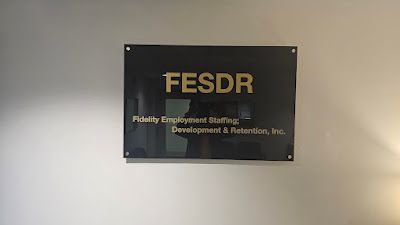 FESDR
Fidelity Employment Staffing;
Development & Retention, Inc.